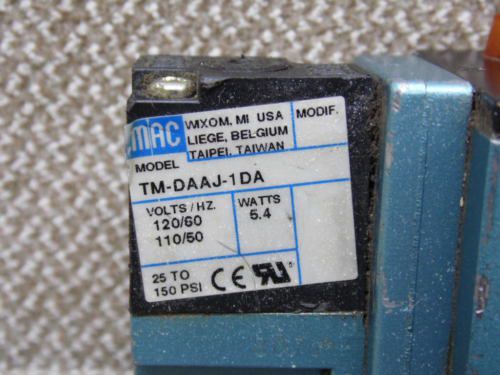 MAC
WIXOM, MI USA
LIEGE, BELGIUM
TAIPEI, TAIWAN
MODIF.
MODEL
TM-DAAJ-1DA
VOLTS / HZ.
120/60
110/50
WATTS
5.4
25 TO
150 PSI
CE